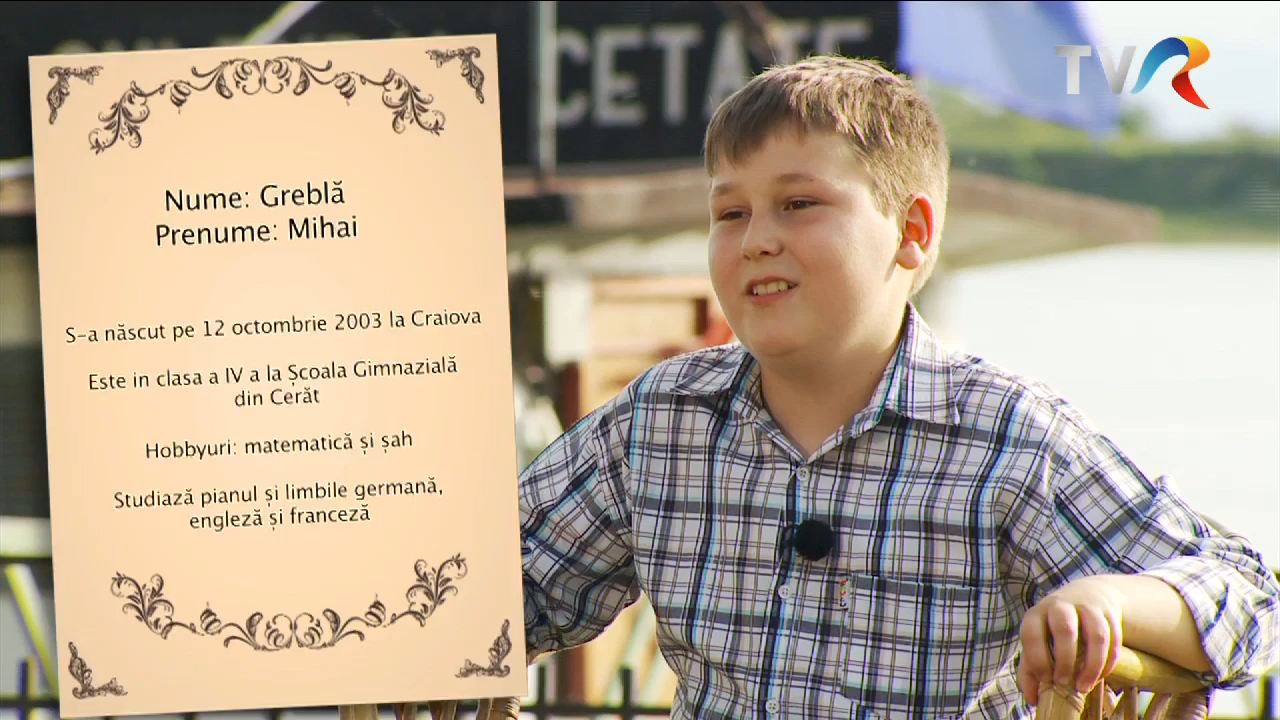 CETATE
TVR
Nume: Greblă
Prenume: Mihai
S-a născut pe 12 octombrie 2003 la Craiova
Este in clasa a IV a la Școala Gimnazială
din Cerăt
Hobbyuri: matematică și șah
Studiază pianul și limbile germană,
engleză și franceză